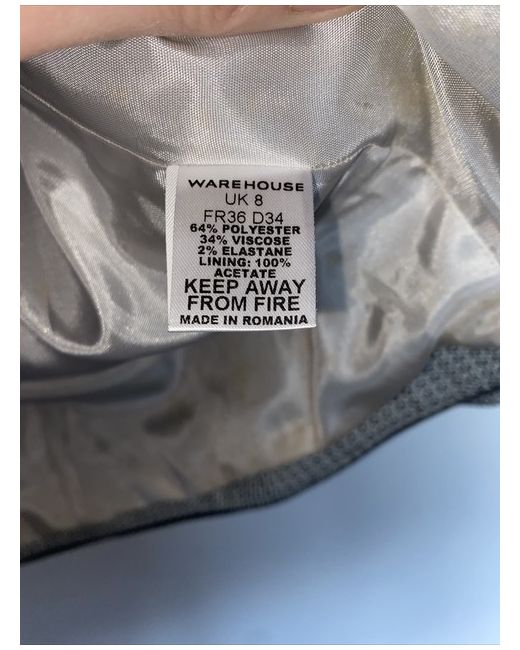 WAREHOUSE
UK 8
FR36 D34
64% POLYESTER
34% VISCOSE
2% ELASTANE
LINING: 100%
ACETATE
KEEP AWAY
FROM FIRE
MADE IN ROMANIA